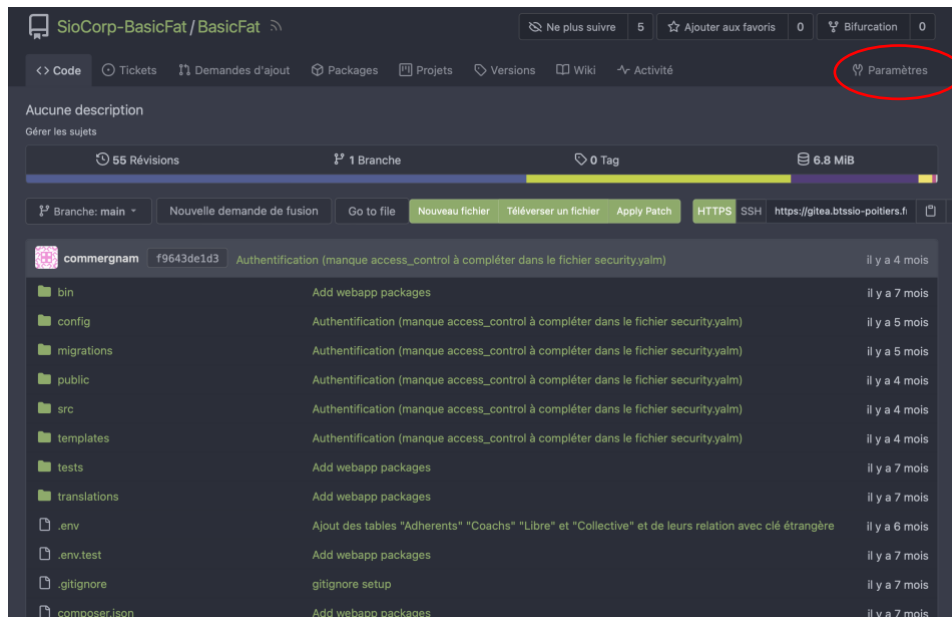 SioCorp-BasicFat / BasicFat Ne plus suivre 5 Ajouter aux favoris 0 Bifurcation 0
Code Tickets Demandes d'ajout Packages Projets Versions Wiki Activité Paramètres
Aucune description
Gérer les sujets
55 Révisions 1 Branche 0 Tag 6.8 MiB
Branche: main Nouvelle demande de fusion Go to file Nouveau fichier Téléverser un fichier Apply Patch HTTPS SSH https://gitea.btssio-poitiers.f
commergnam f9643de1d3 Authentification (manque access_control à compléter dans le fichier security.yalm) il y a 4 mois
bin Add webapp packages il y a 7 mois
config Authentification (manque access_control à compléter dans le fichier security.yalm) il y a 5 mois
migrations Authentification (manque access_control à compléter dans le fichier security.yalm) il y a 5 mois
public Authentification (manque access_control à compléter dans le fichier security.yalm) il y a 4 mois
src Authentification (manque access_control à compléter dans le fichier security.yalm) il y a 4 mois
templates Authentification (manque access_control à compléter dans le fichier security.yalm) il y a 4 mois
tests Add webapp packages il y a 7 mois
translations Add webapp packages il y a 7 mois
.env Ajout des tables "Adherents" "Coachs" "Libre" et "Collective" et de leurs relation avec clé étrangère il y a 6 mois
.env.test Add webapp packages il y a 7 mois
.gitignore gitignore setup il y a 7 mois
composer.json Add webapp packages il y a 7 mois